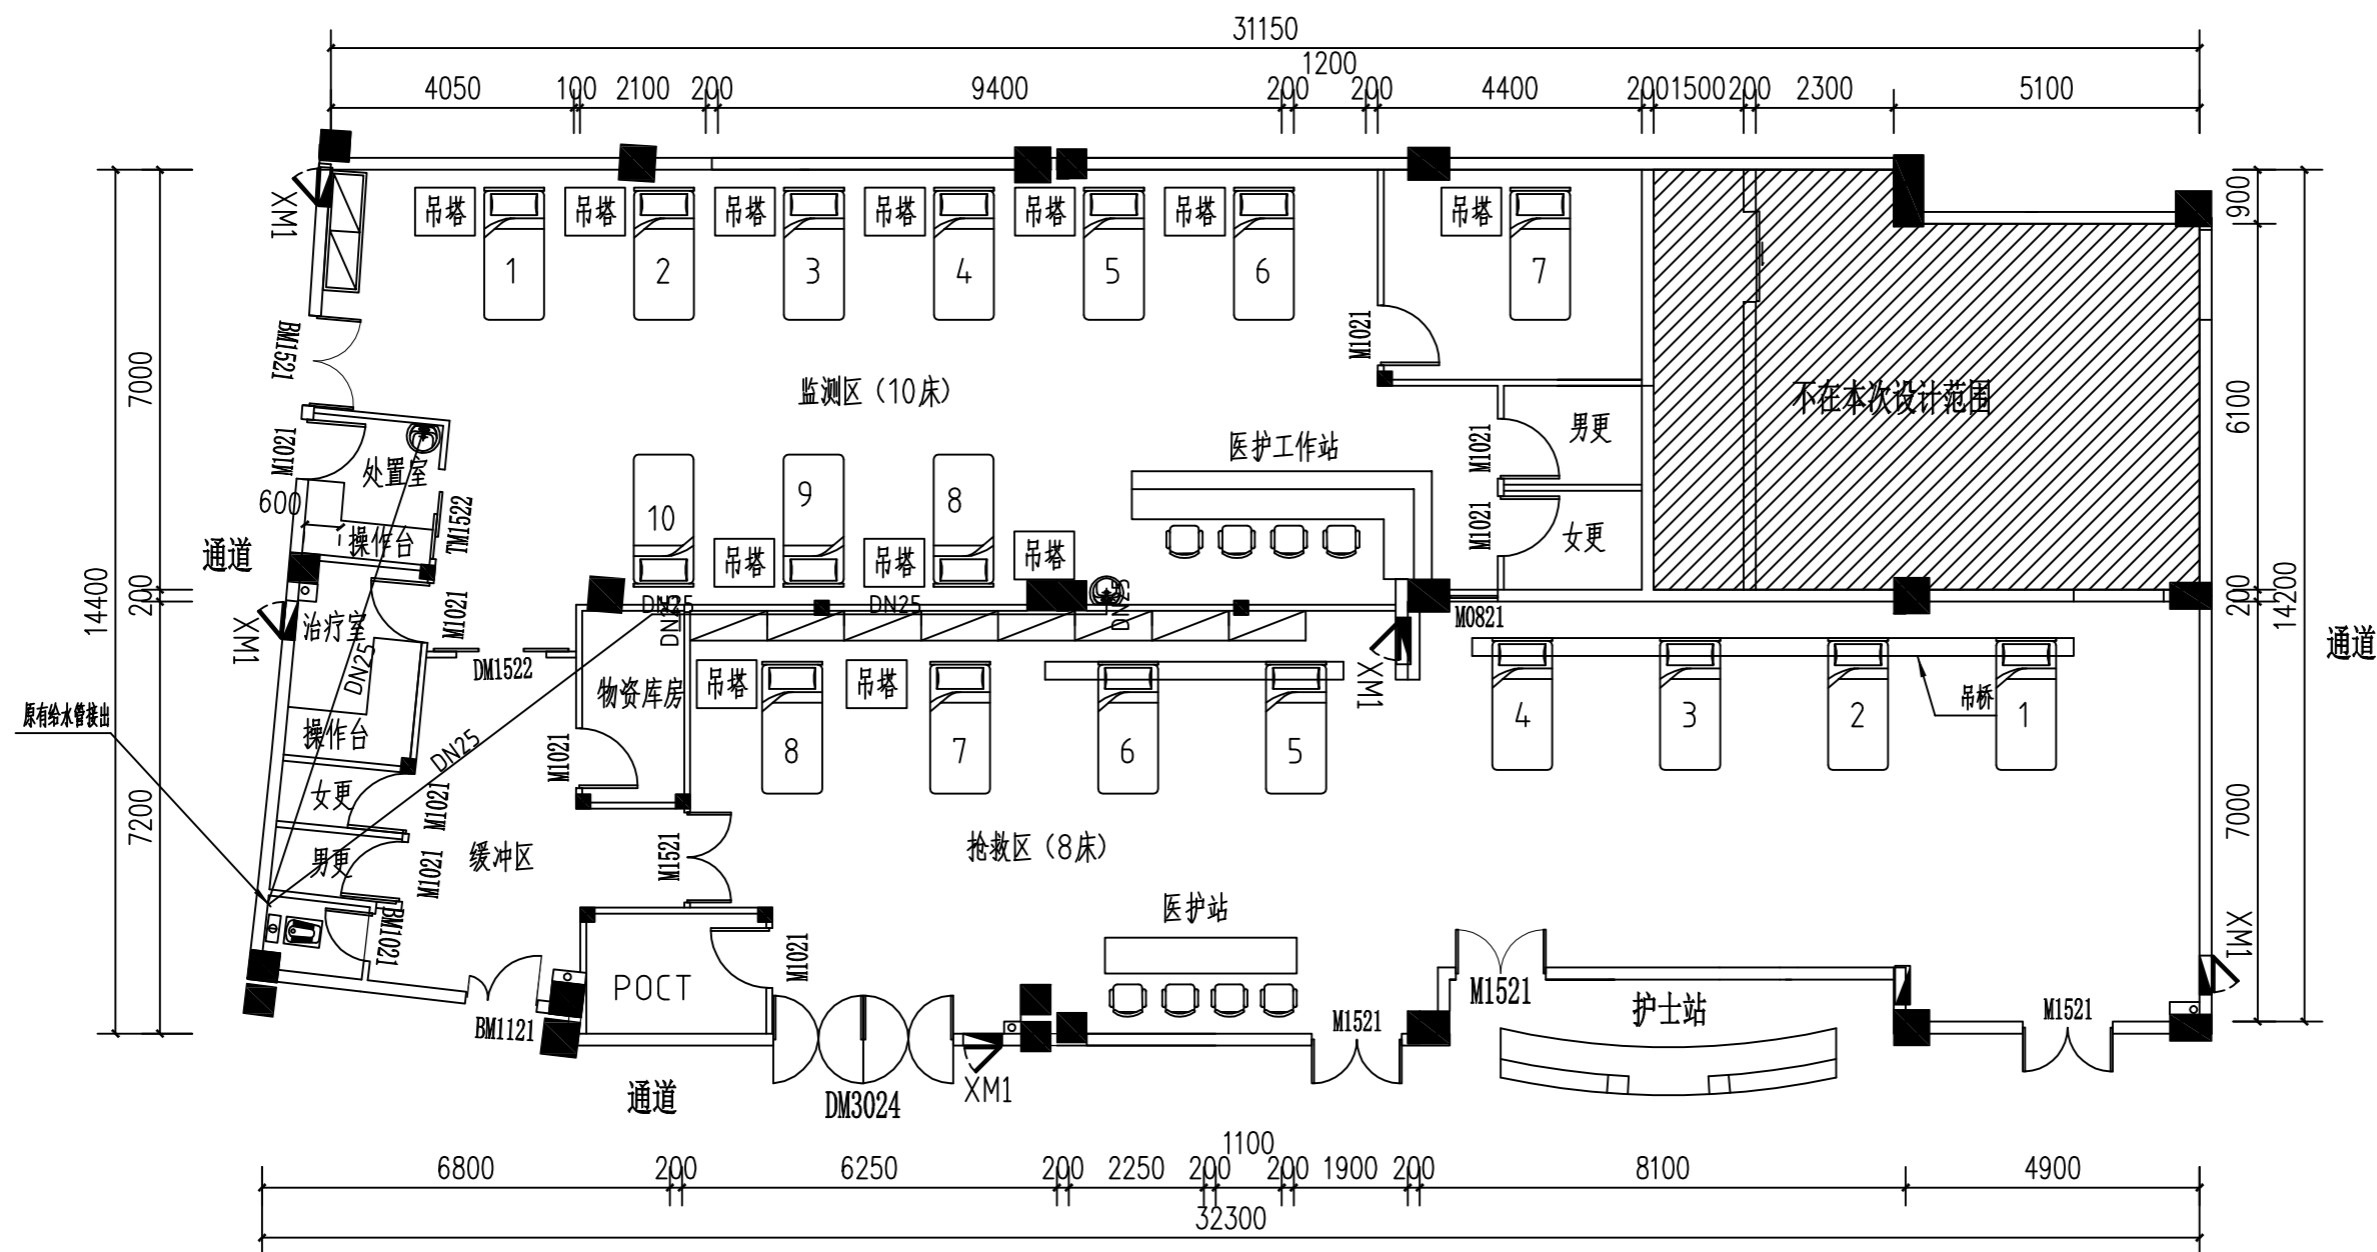 31150
1200
4050 100 2100 200 9400 200 200 4400 200 1500 200 2300 5100
XM1
吊塔 吊塔 吊塔 吊塔 吊塔 吊塔 吊塔
1 2 3 4 5 6 7
900
BM1521
M1021
7000
监测区（10床）
不在本次设计范围
6100
M1021
处置室
600
操作台
TM1522
医护工作站
M1021
男更
M1021
女更
10 9 8
吊塔 吊塔 吊塔
通道
14400
200
XM1
治疗室
M1021
DN25
DN25
DN25
DN25
DN25
M0821
200
14200
通道
DM1522
物资库房
吊塔 吊塔
XM1
吊桥
原有给水管接出
操作台
DN25
M1021
8 7 6 5 4 3 2 1
女更
M1021
7200
7000
男更
M1021
缓冲区
M1521
抢救区（8床）
医护站
BM1021
XM1
POCT
M1021
M1521
护士站
BM1121
M1521
M1521
通道
DM3024
XM1
1100
6800 200 6250 200 2250 200 200 1900 200 8100 4900
32300